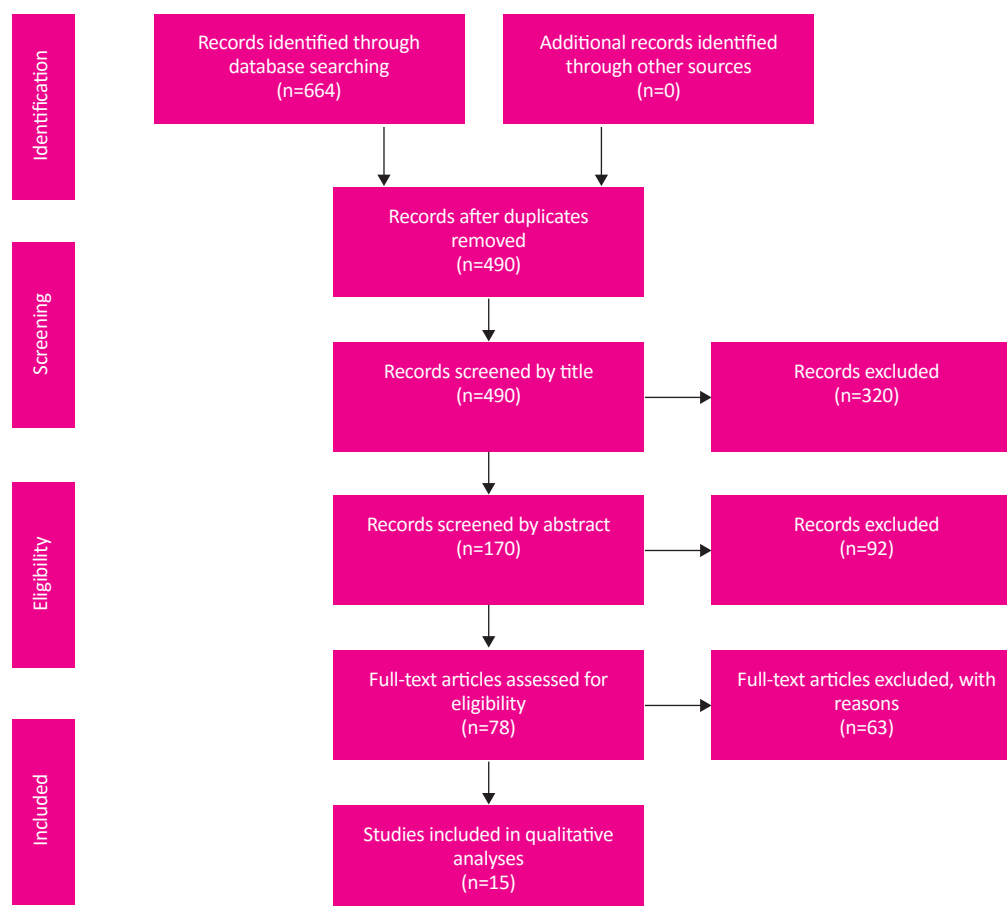 Identification
Records identified through
database searching
(n=664)
Additional records identified
through other sources
(n=0)
Records after duplicates
removed
(n=490)
Screening
Records screened by title
(n=490)
Records excluded
(n=320)
Eligibility
Records screened by abstract
(n=170)
Records excluded
(n=92)
Full-text articles assessed for
eligibility
(n=78)
Full-text articles excluded, with
reasons
(n=63)
Included
Studies included in qualitative
analyses
(n=15)